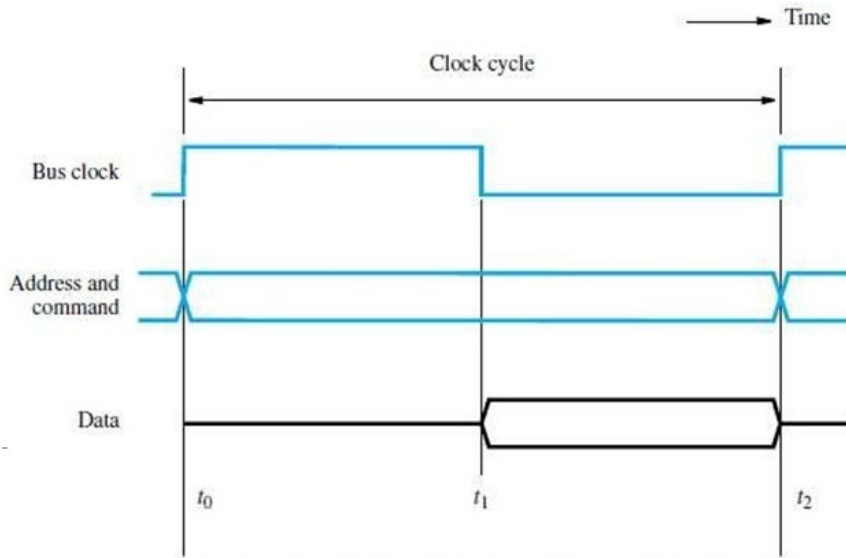 Time
Clock cycle
Bus clock
Address and
command
Data
t0
t1
t2